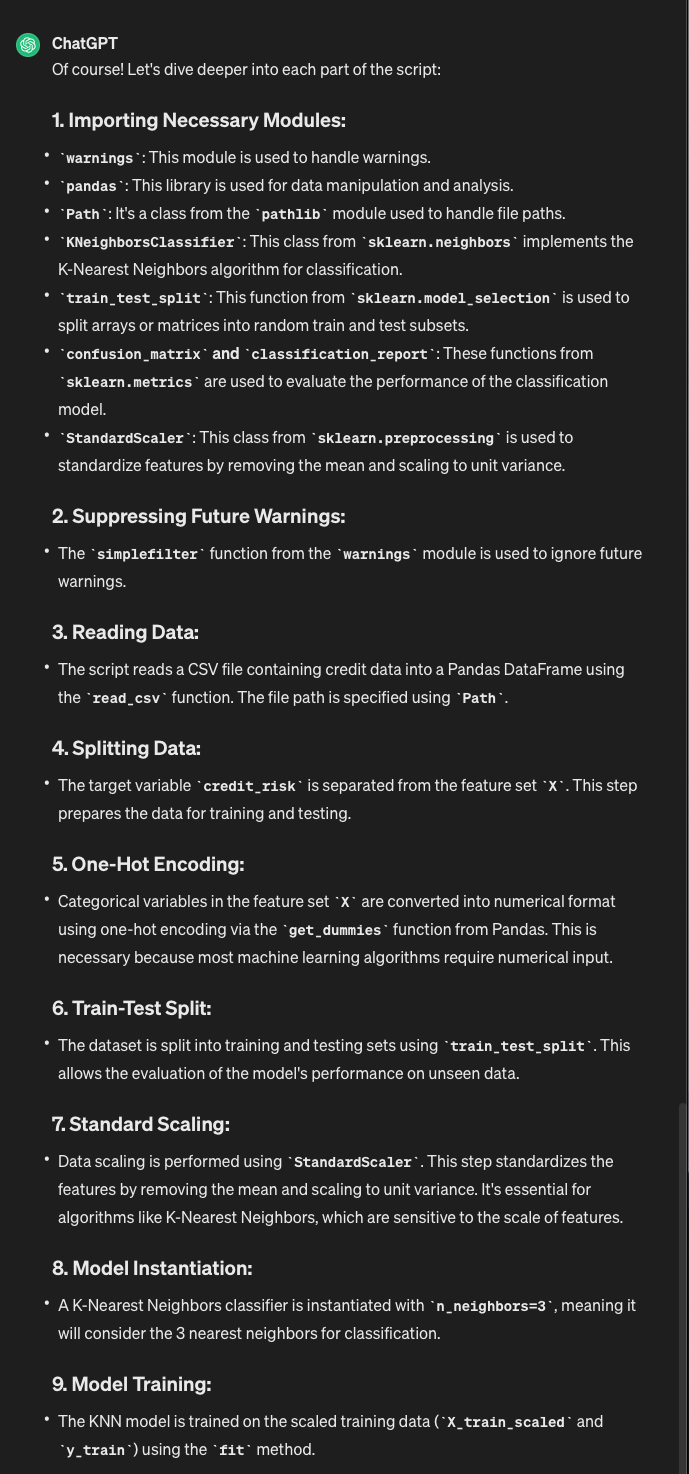 ChatGPT
Of course! Let's dive deeper into each part of the script:
1. Importing Necessary Modules:
• `warnings`: This module is used to handle warnings.
• `pandas`: This library is used for data manipulation and analysis.
• `Path`: It's a class from the `pathlib` module used to handle file paths.
• `KNeighborsClassifier`: This class from `sklearn.neighbors` implements the
K-Nearest Neighbors algorithm for classification.
• `train_test_split`: This function from `sklearn.model_selection` is used to
split arrays or matrices into random train and test subsets.
• `confusion_matrix` and `classification_report`: These functions from
`sklearn.metrics` are used to evaluate the performance of the classification
model.
• `StandardScaler`: This class from `sklearn.preprocessing` is used to
standardize features by removing the mean and scaling to unit variance.
2. Suppressing Future Warnings:
• The `simplefilter` function from the `warnings` module is used to ignore future
warnings.
3. Reading Data:
• The script reads a CSV file containing credit data into a Pandas DataFrame using
the `read_csv` function. The file path is specified using `Path`.
4. Splitting Data:
• The target variable `credit_risk` is separated from the feature set `X`. This step
prepares the data for training and testing.
5. One-Hot Encoding:
• Categorical variables in the feature set `X` are converted into numerical format
using one-hot encoding via the `get_dummies` function from Pandas. This is
necessary because most machine learning algorithms require numerical input.
6. Train-Test Split:
• The dataset is split into training and testing sets using `train_test_split`. This
allows the evaluation of the model's performance on unseen data.
7. Standard Scaling:
• Data scaling is performed using `StandardScaler`. This step standardizes the
features by removing the mean and scaling to unit variance. It's essential for
algorithms like K-Nearest Neighbors, which are sensitive to the scale of features.
8. Model Instantiation:
• A K-Nearest Neighbors classifier is instantiated with `n_neighbors=3`, meaning it
will consider the 3 nearest neighbors for classification.
9. Model Training:
• The KNN model is trained on the scaled training data (`X_train_scaled` and
`y_train`) using the `fit` method.